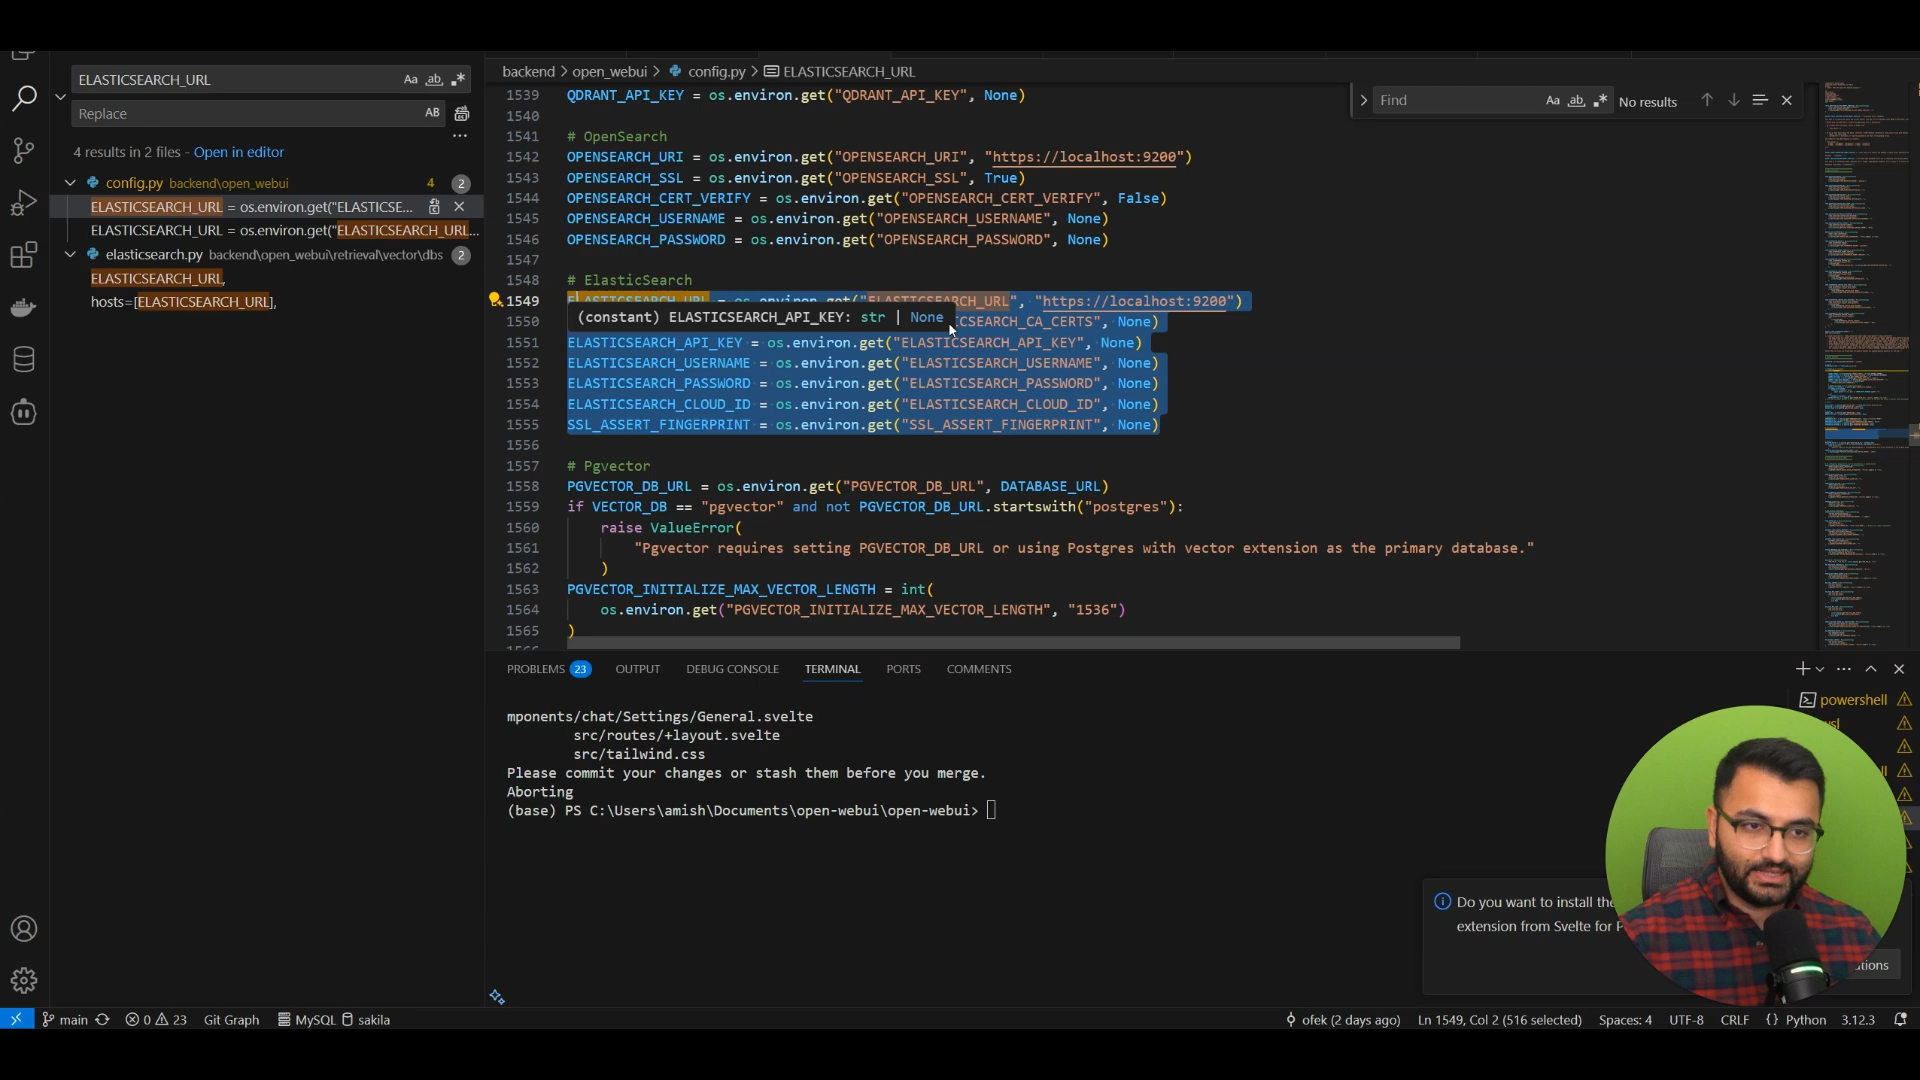 ELASTICSEARCH_URL
Aa ab
Replace
AB
4 results in 2 files - Open in editor
config.py backend\open_webui 4 2
ELASTICSEARCH_URL = os.environ.get("ELASTICSE...
ELASTICSEARCH_URL = os.environ.get("ELASTICSEARCH_URL...
elasticsearch.py backend\open_webui\retrieval\vector\dbs 2
ELASTICSEARCH_URL,
hosts=[ELASTICSEARCH_URL],
backend > open_webui > config.py > ELASTICSEARCH_URL
Find
Aa ab
No results
1539 QDRANT_API_KEY = os.environ.get("QDRANT_API_KEY", None)
1540
1541 # OpenSearch
1542 OPENSEARCH_URI = os.environ.get("OPENSEARCH_URI", "https://localhost:9200")
1543 OPENSEARCH_SSL = os.environ.get("OPENSEARCH_SSL", True)
1544 OPENSEARCH_CERT_VERIFY = os.environ.get("OPENSEARCH_CERT_VERIFY", False)
1545 OPENSEARCH_USERNAME = os.environ.get("OPENSEARCH_USERNAME", None)
1546 OPENSEARCH_PASSWORD = os.environ.get("OPENSEARCH_PASSWORD", None)
1547
1548 # ElasticSearch
1549 ELASTICSEARCH_URL = os.environ.get("ELASTICSEARCH_URL", "https://localhost:9200")
(constant) ELASTICSEARCH_API_KEY: str | None
1550 CSEARCH_CA_CERTS", None)
1551 ELASTICSEARCH_API_KEY = os.environ.get("ELASTICSEARCH_API_KEY", None)
1552 ELASTICSEARCH_USERNAME = os.environ.get("ELASTICSEARCH_USERNAME", None)
1553 ELASTICSEARCH_PASSWORD = os.environ.get("ELASTICSEARCH_PASSWORD", None)
1554 ELASTICSEARCH_CLOUD_ID = os.environ.get("ELASTICSEARCH_CLOUD_ID", None)
1555 SSL_ASSERT_FINGERPRINT = os.environ.get("SSL_ASSERT_FINGERPRINT", None)
1556
1557 # Pgvector
1558 PGVECTOR_DB_URL = os.environ.get("PGVECTOR_DB_URL", DATABASE_URL)
1559 if VECTOR_DB == "pgvector" and not PGVECTOR_DB_URL.startswith("postgres"):
1560 raise ValueError(
1561 "Pgvector requires setting PGVECTOR_DB_URL or using Postgres with vector extension as the primary database."
1562 )
1563 PGVECTOR_INITIALIZE_MAX_VECTOR_LENGTH = int(
1564 os.environ.get("PGVECTOR_INITIALIZE_MAX_VECTOR_LENGTH", "1536")
1565 )
PROBLEMS 23 OUTPUT DEBUG CONSOLE TERMINAL PORTS COMMENTS
powershell
mponents/chat/Settings/General.svelte
src/routes/+layout.svelte
src/tailwind.css
Please commit your changes or stash them before you merge.
Aborting
(base) PS C:\Users\amish\Documents\open-webui\open-webui>
Do you want to install the
extension from Svelte for
main 0 23 Git Graph MySQL sakila
ofek (2 days ago) Ln 1549, Col 2 (516 selected) Spaces: 4 UTF-8 CRLF {} Python 3.12.3